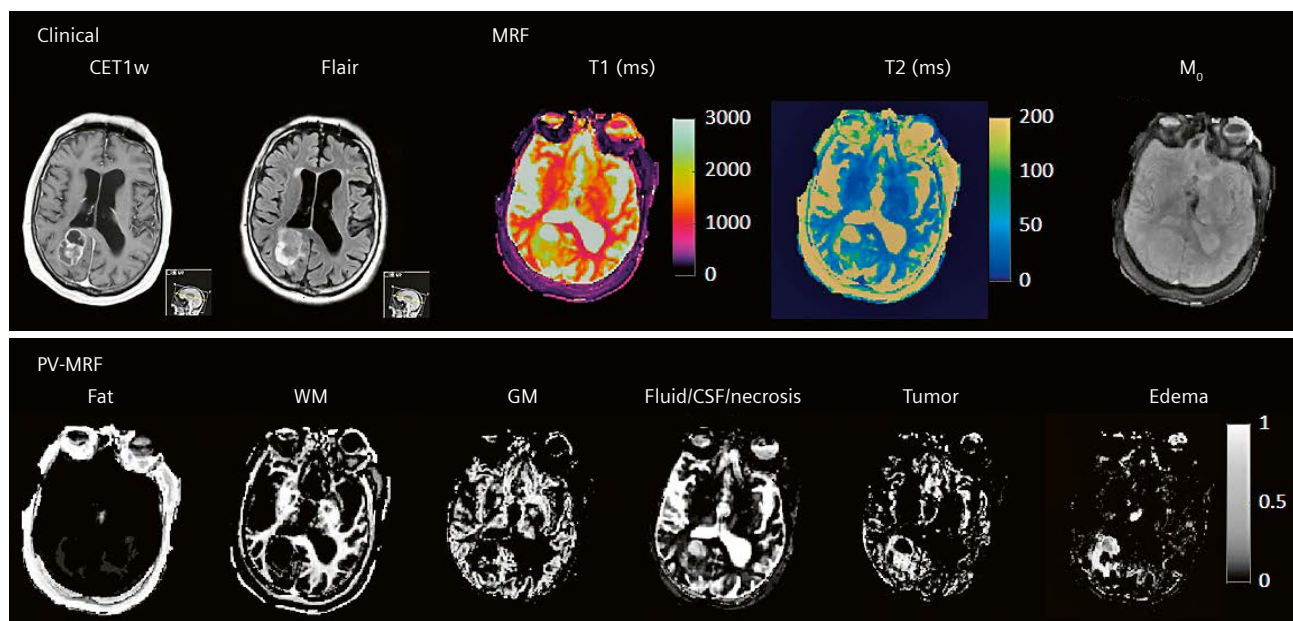 Clinical
MRF
CET1w
Flair
T1 (ms)
T2 (ms)
M0
3000
2000
1000
0
200
100
50
0
PV-MRF
Fat
WM
GM
Fluid/CSF/necrosis
Tumor
Edema
1
0.5
0